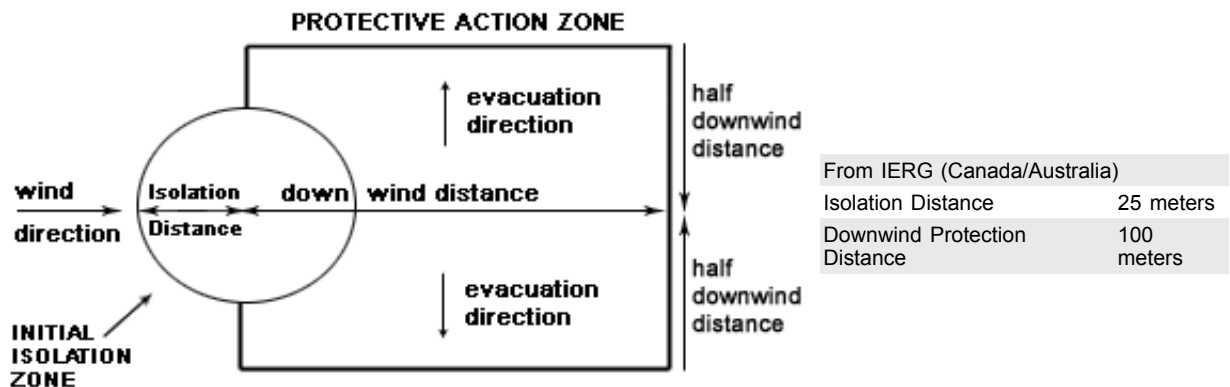 PROTECTIVE ACTION ZONE
evacuation
direction
half
downwind
distance
wind
direction
Isolation
Distance
down wind distance
evacuation
direction
half
downwind
distance
INITIAL
ISOLATION
ZONE
From IERG (Canada/Australia)
Isolation Distance 25 meters
Downwind Protection 100
Distance meters